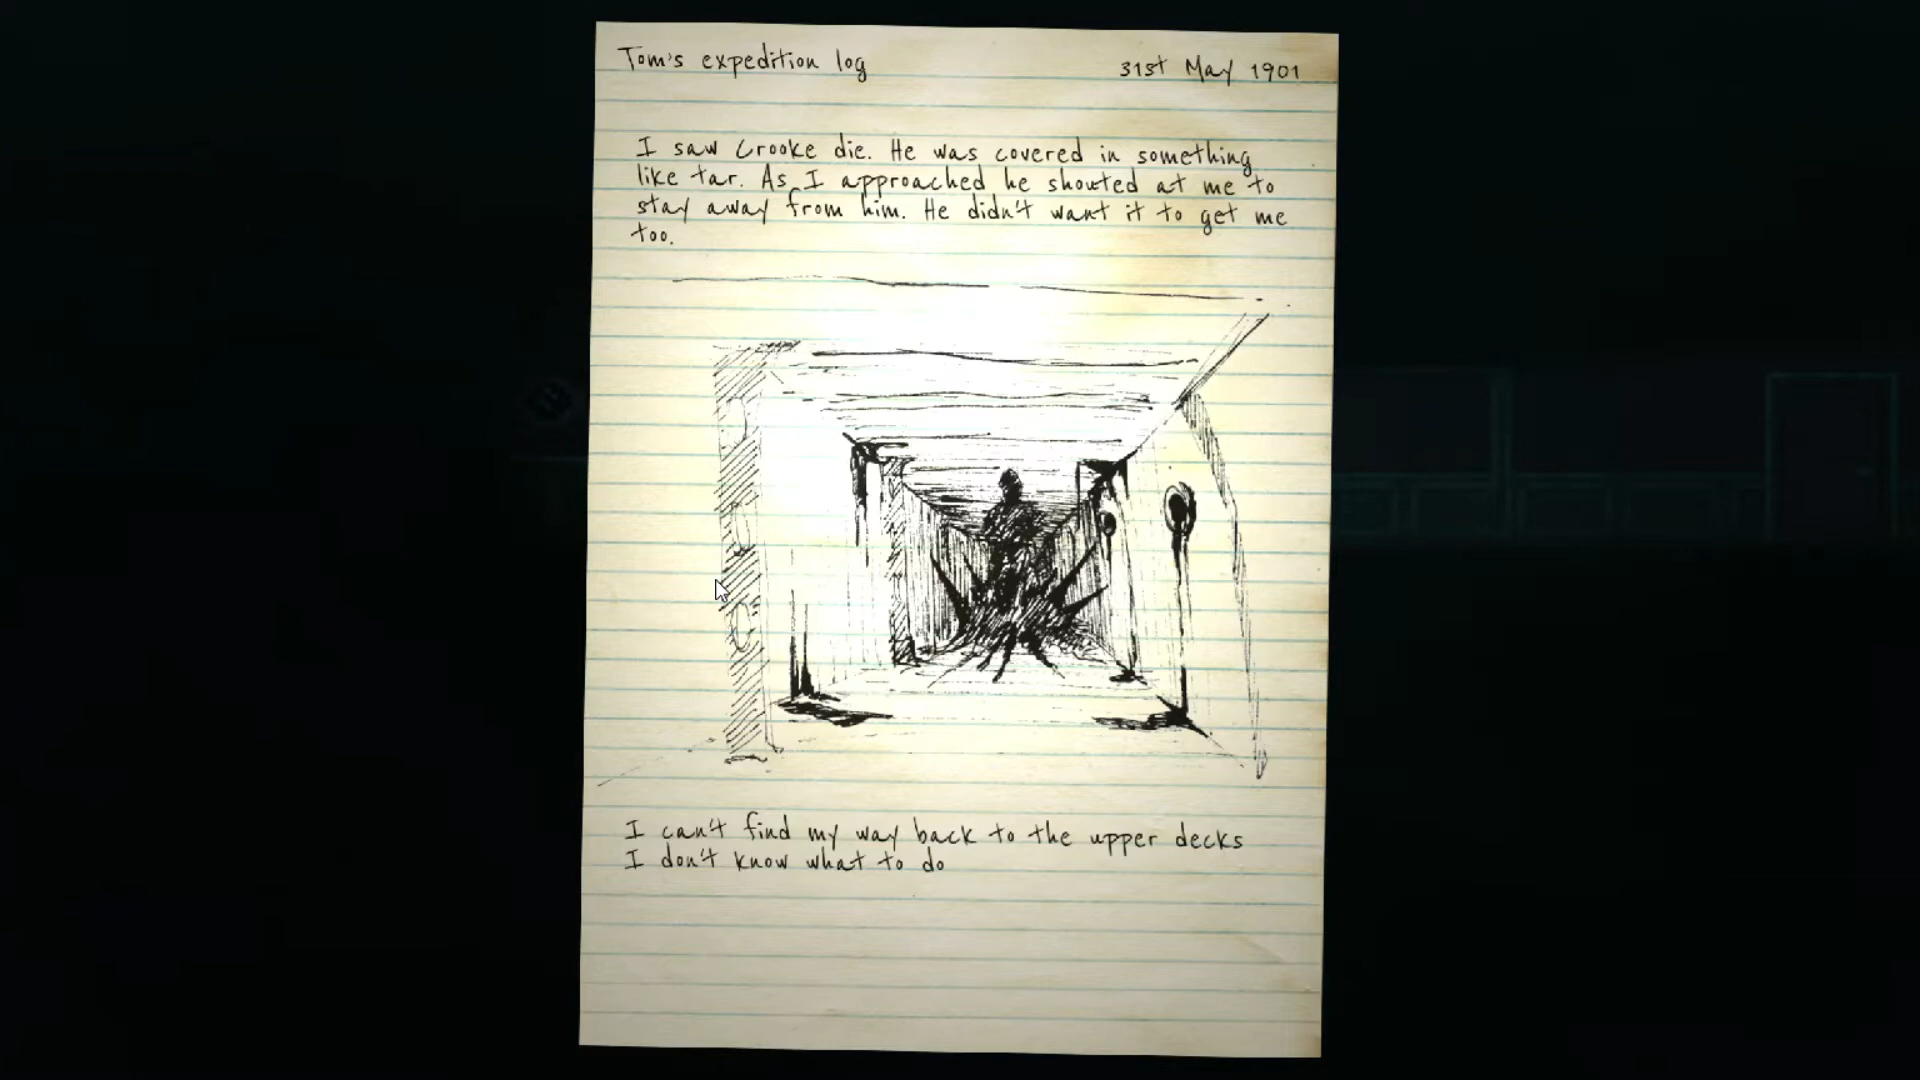 Tom's expedition log
31st May 1901
I saw Crooke die. He was covered in something
like tar. As I approached he shouted at me to
stay away from him. He didn't want it to get me
too.
I can't find my way back to the upper decks
I don't know what to do